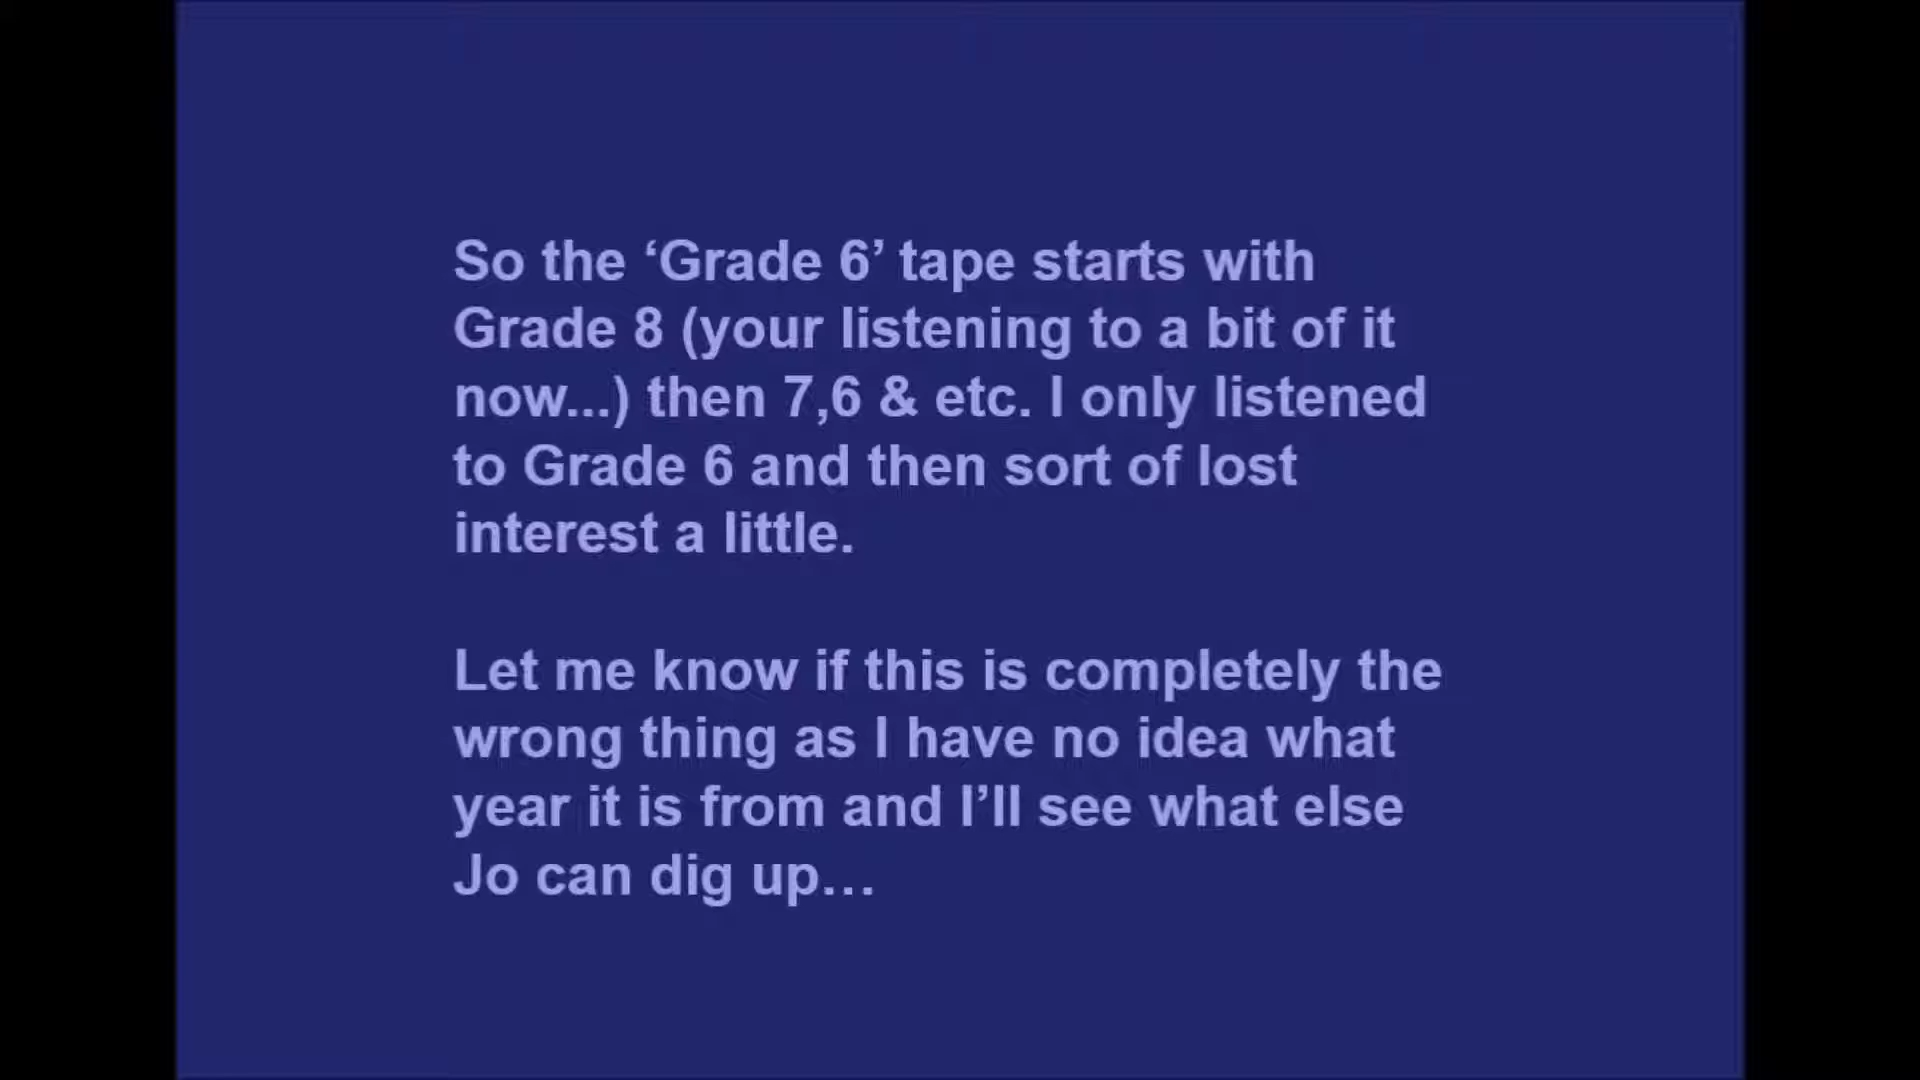 So the ‘Grade 6’ tape starts with
Grade 8 (your listening to a bit of it
now...) then 7,6 & etc. I only listened
to Grade 6 and then sort of lost
interest a little.
Let me know if this is completely the
wrong thing as I have no idea what
year it is from and I’ll see what else
Jo can dig up…